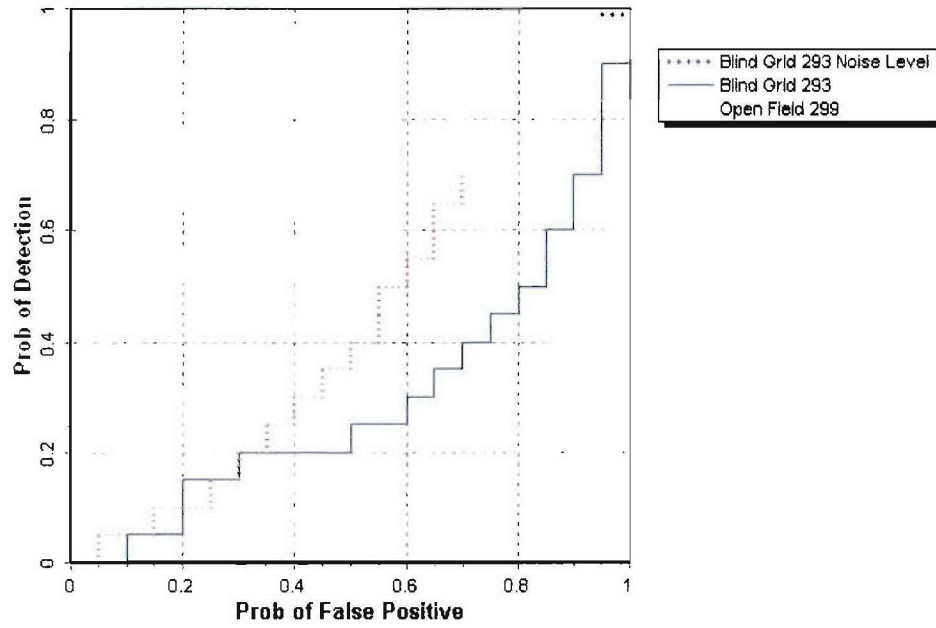 1
0.8
0.6
0.4
0.2
0
Prob of Detection
0
0.2
0.4
0.6
0.8
1
Prob of False Positive
Blind Grid 293 Noise Level
Blind Grid 293
Open Field 299